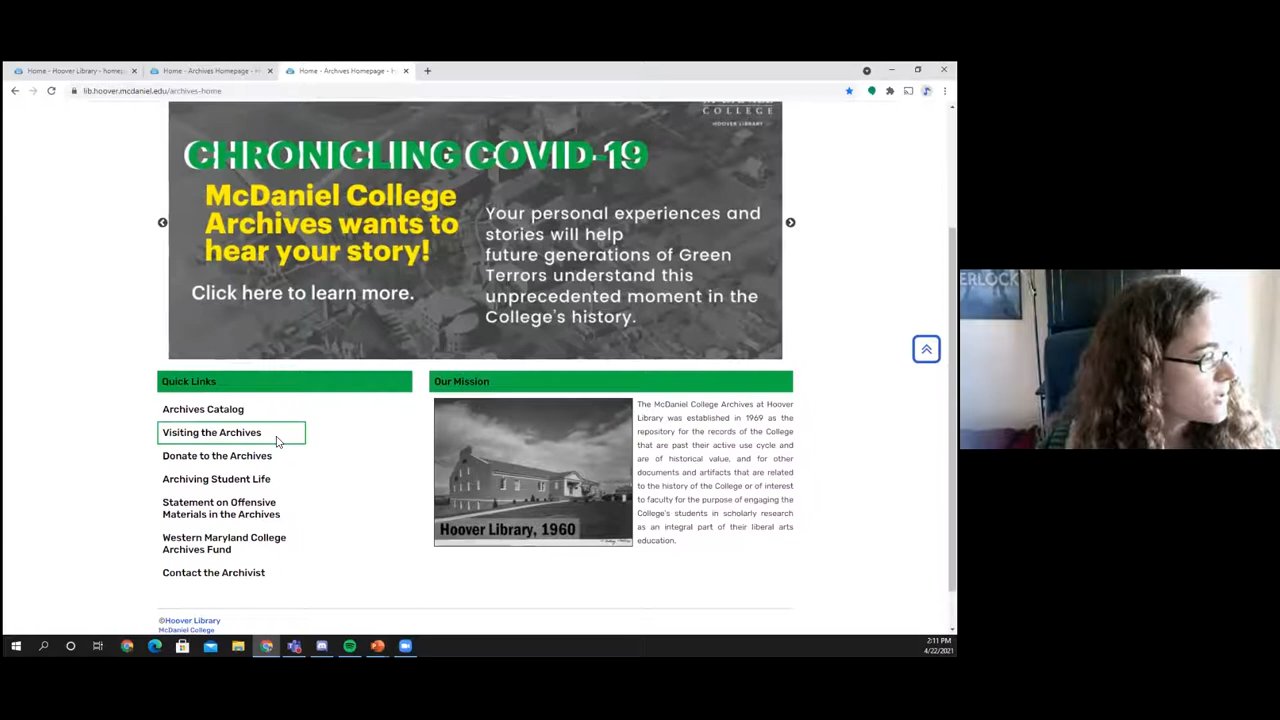 Home - Hoover Library - home
Home - Archives Homepage -
Home - Archives Homepage -
lib.hoover.mcdaniel.edu/archives-home
COLLEGE
HOOVER LIBRARY
CHRONICLING COVID-19
McDaniel College
Archives wants to
hear your story!
Click here to learn more.
Your personal experiences and
stories will help
future generations of Green
Terrors understand this
unprecedented moment in the
College's history.
Quick Links
Archives Catalog
Visiting the Archives
Donate to the Archives
Archiving Student Life
Statement on Offensive
Materials in the Archives
Western Maryland College
Archives Fund
Contact the Archivist
Our Mission
Hoover Library, 1960
The McDaniel College Archives at Hoover
Library was established in 1969 as the
repository for the records of the College
that are past their active use cycle and
are of historical value, and for other
documents and artifacts that are related
to the history of the College or of interest
to faculty for the purpose of engaging the
College's students in scholarly research
as an integral part of their liberal arts
education.
©Hoover Library
McDaniel College
2:11 PM
4/22/2021
ERLOCK